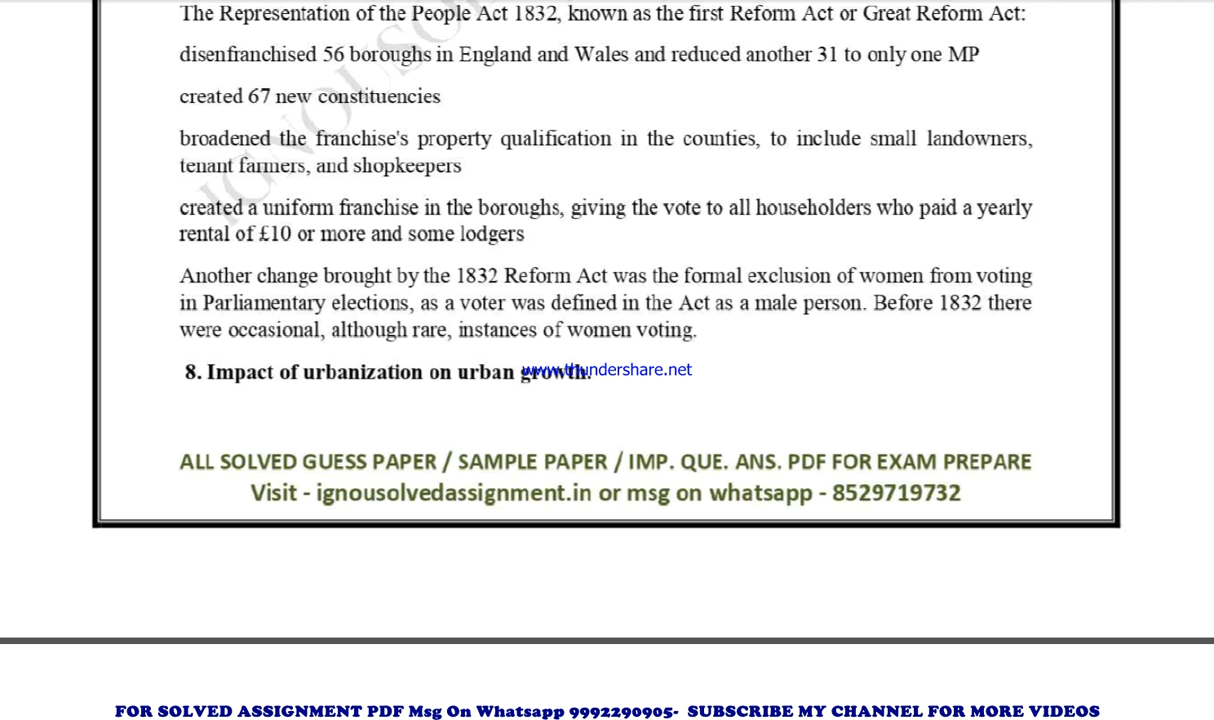 The Representation of the People Act 1832, known as the first Reform Act or Great Reform Act:
disenfranchised 56 boroughs in England and Wales and reduced another 31 to only one MP
created 67 new constituencies
broadened the franchise's property qualification in the counties, to include small landowners,
tenant farmers, and shopkeepers
created a uniform franchise in the boroughs, giving the vote to all householders who paid a yearly
rental of £10 or more and some lodgers
Another change brought by the 1832 Reform Act was the formal exclusion of women from voting
in Parliamentary elections, as a voter was defined in the Act as a male person. Before 1832 there
were occasional, although rare, instances of women voting.
8. Impact of urbanization on urban growth.
www.thundershare.net
ALL SOLVED GUESS PAPER / SAMPLE PAPER / IMP. QUE. ANS. PDF FOR EXAM PREPARE
Visit - ignousolvedassignment.in or msg on whatsapp - 8529719732
FOR SOLVED ASSIGNMENT PDF Msg On Whatsapp 9992290905- SUBSCRIBE MY CHANNEL FOR MORE VIDEOS